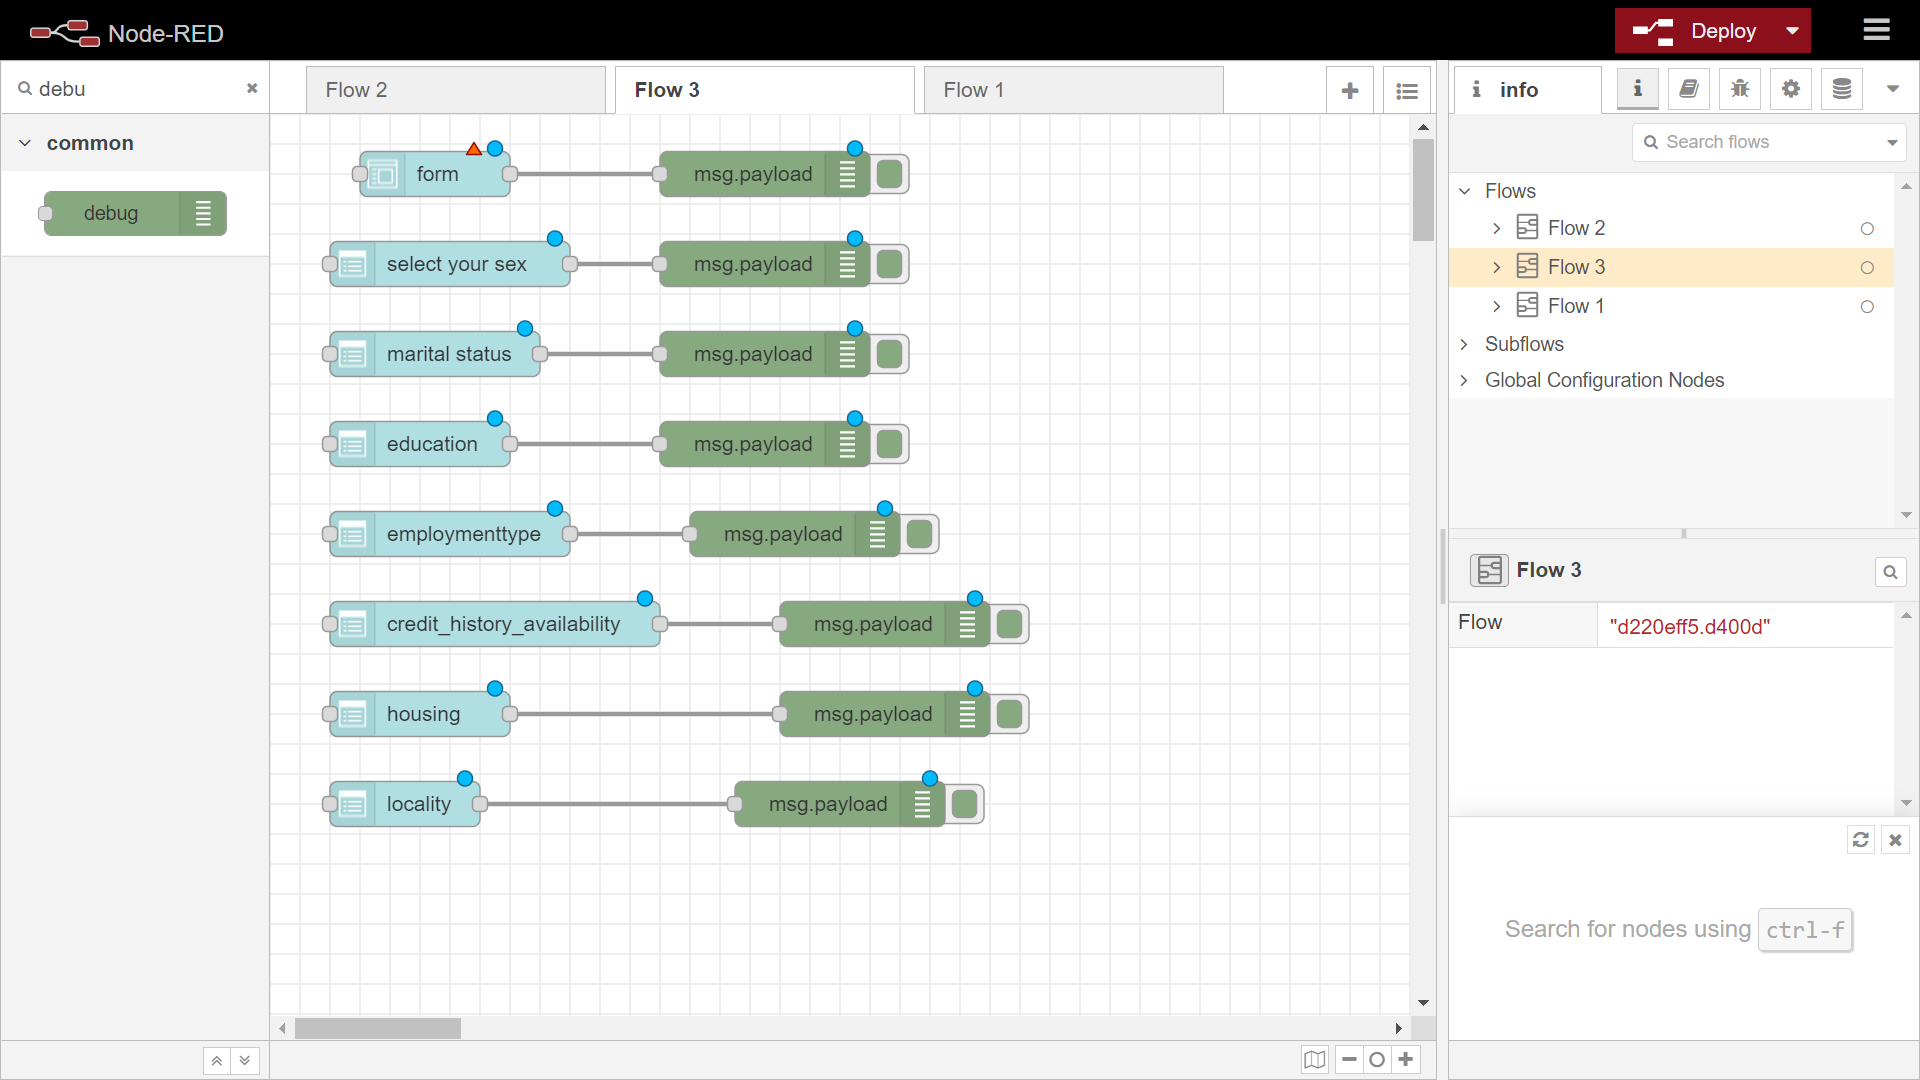 Node-RED
Deploy
debu
Flow 2
Flow 3
Flow 1
info
common
debug
form
msg.payload
select your sex
msg.payload
marital status
msg.payload
education
msg.payload
employmenttype
msg.payload
credit_history_availability
msg.payload
housing
msg.payload
locality
msg.payload
Search flows
Flows
Flow 2
Flow 3
Flow 1
Subflows
Global Configuration Nodes
Flow 3
Flow "d220eff5.d400d"
Search for nodes using ctrl-f